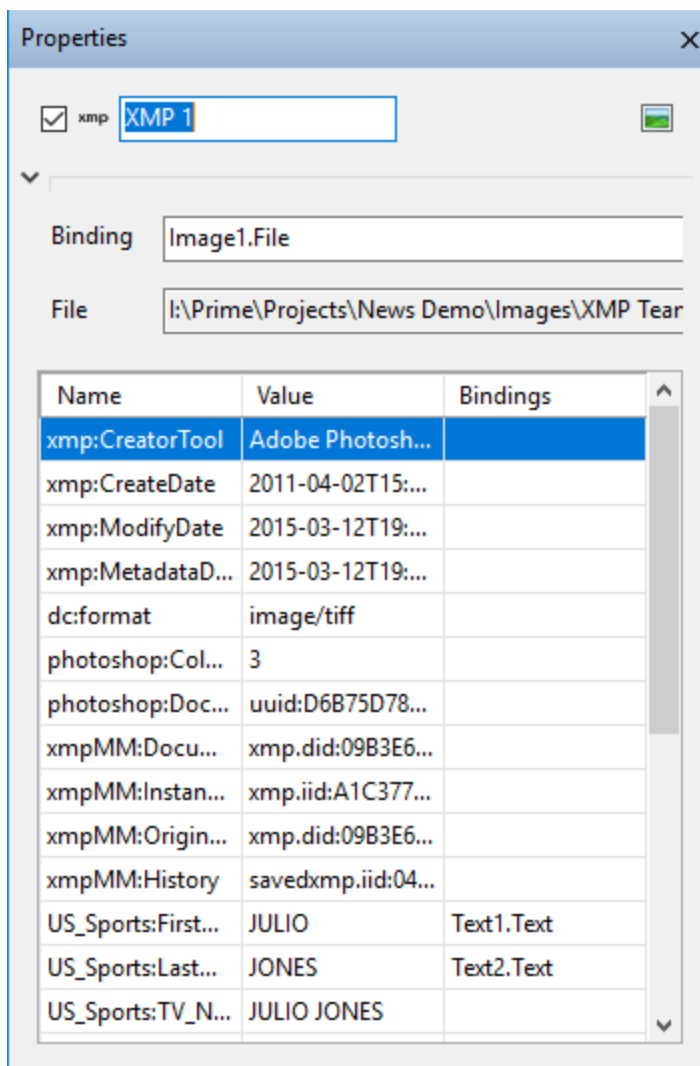 Properties
xmp XMP 1
Binding Image1.File
File I:\Prime\Projects\News Demo\Images\XMP Tear
Name Value Bindings
xmp:CreatorTool Adobe Photosh...
xmp:CreateDate 2011-04-02T15:...
xmp:ModifyDate 2015-03-12T19:...
xmp:MetadataD... 2015-03-12T19:...
dc:format image/tiff
photoshop:Col... 3
photoshop:Doc... uuid:D6B75D78...
xmpMM:Docu... xmp.did:09B3E6...
xmpMM:Instan... xmp.iid:A1C377...
xmpMM:Origin... xmp.did:09B3E6...
xmpMM:History savedxmp.iid:04...
US_Sports:First... JULIO Text1.Text
US_Sports:Last... JONES Text2.Text
US_Sports:TV_N... JULIO JONES